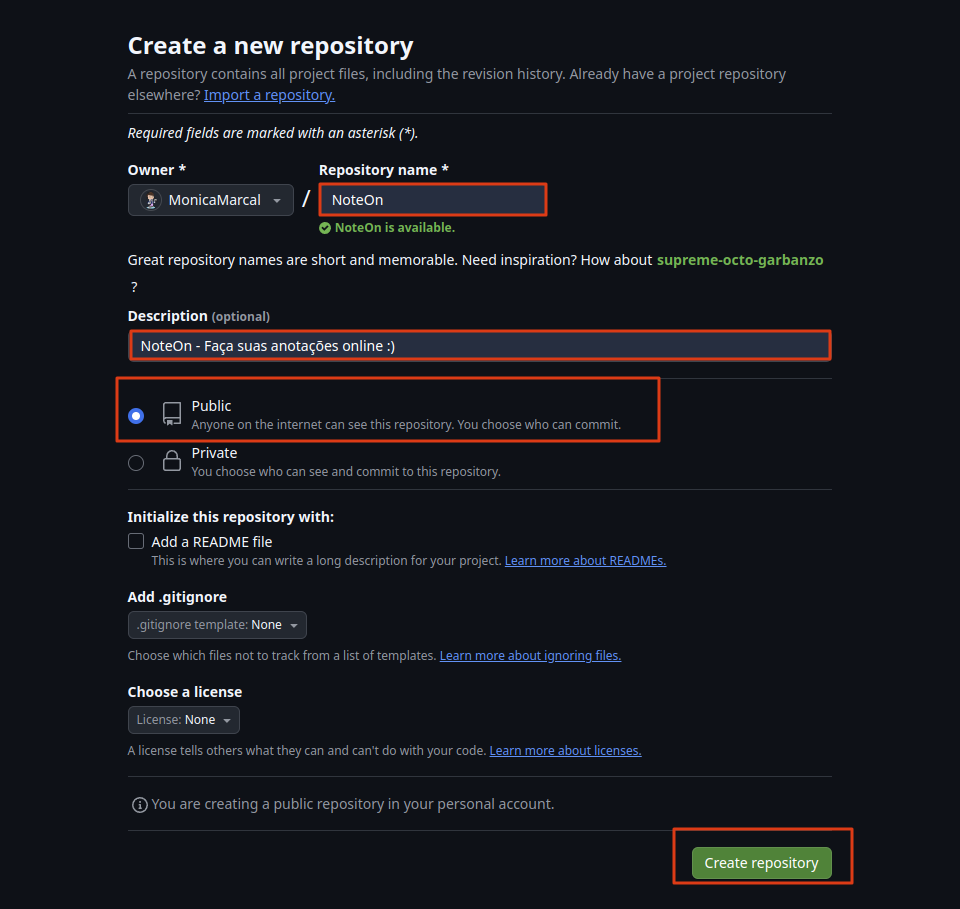 Create a new repository
A repository contains all project files, including the revision history. Already have a project repository
elsewhere? Import a repository.
Required fields are marked with an asterisk (*).
Owner * Repository name *
MonicaMarcal / NoteOn
NoteOn is available.
Great repository names are short and memorable. Need inspiration? How about supreme-octo-garbanzo
?
Description (optional)
NoteOn - Faça suas anotações online :)
Public
Anyone on the internet can see this repository. You choose who can commit.
Private
You choose who can see and commit to this repository.
Initialize this repository with:
Add a README file
This is where you can write a long description for your project. Learn more about READMEs.
Add .gitignore
.gitignore template: None
Choose which files not to track from a list of templates. Learn more about ignoring files.
Choose a license
License: None
A license tells others what they can and can't do with your code. Learn more about licenses.
You are creating a public repository in your personal account.
Create repository